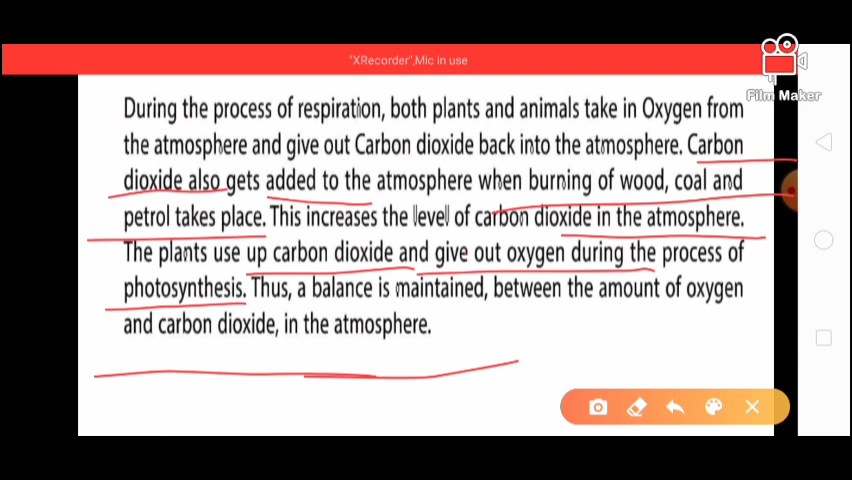 "XRecorder",Mic in use
Film Maker
During the process of respiration, both plants and animals take in Oxygen from
the atmosphere and give out Carbon dioxide back into the atmosphere. Carbon
dioxide also gets added to the atmosphere when burning of wood, coal and
petrol takes place. This increases the level of carbon dioxide in the atmosphere.
The plants use up carbon dioxide and give out oxygen during the process of
photosynthesis. Thus, a balance is maintained, between the amount of oxygen
and carbon dioxide, in the atmosphere.